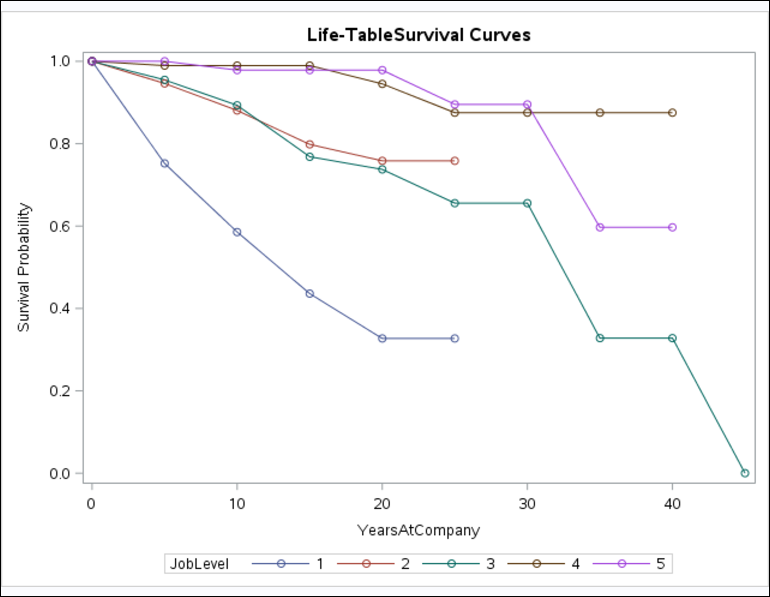 Life-TableSurvival Curves
1.0
0.8
0.6
0.4
0.2
0.0
Survival Probability
0 10 20 30 40
YearsAtCompany
JobLevel 1 2 3 4 5